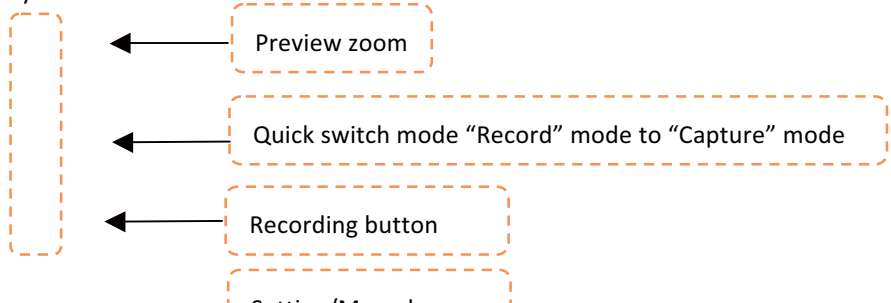 Preview zoom
Quick switch mode “Record” mode to “Capture” mode
Recording button